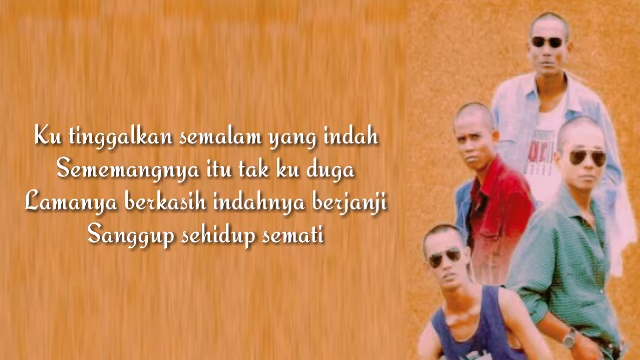 Ku tinggalkan semalam yang indah
Sememangnya itu tak ku duga
Lamanya berkasih indahnya berjanji
Sanggup sehidup semati